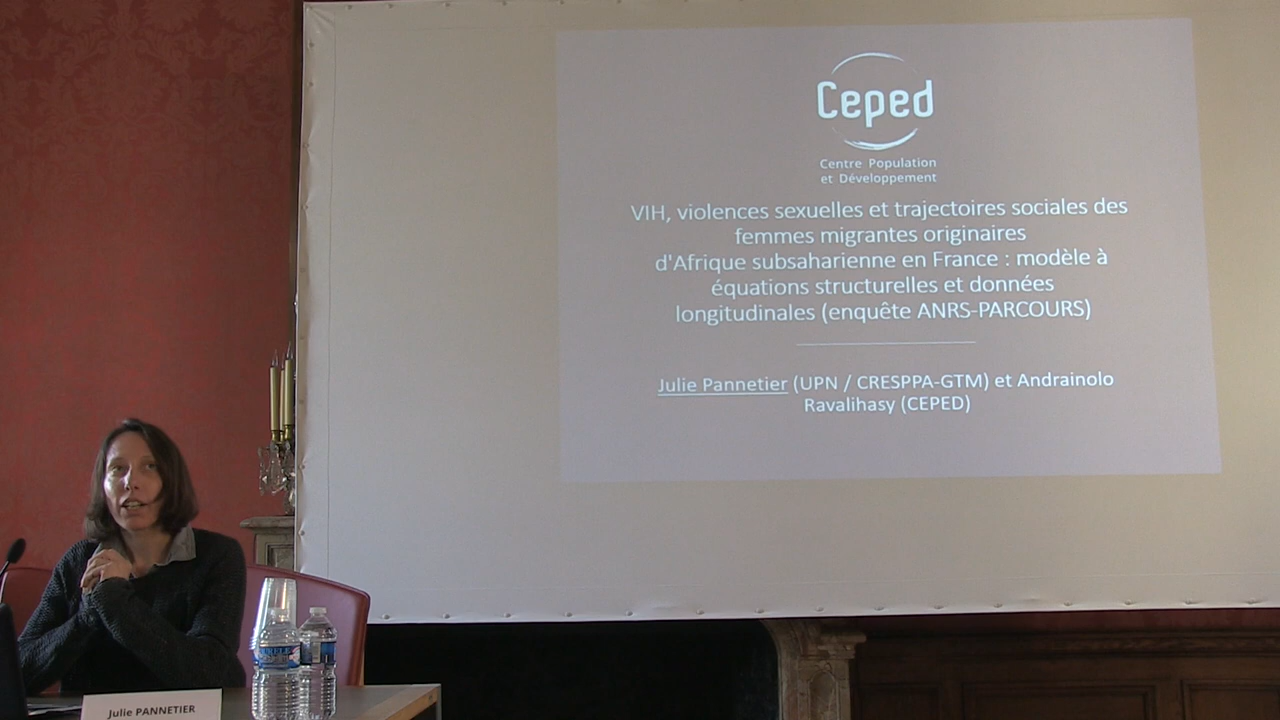 Ceped
Centre Population
et Développement
VIH, violences sexuelles et trajectoires sociales des
femmes migrantes originaires
d'Afrique subsaharienne en France : modèle à
équations structurelles et données
longitudinales (enquête ANRS-PARCOURS)
Julie Pannetier (UPN / CRESPPA-GTM) et Andrainolo
Ravalihasy (CEPED)
Julie PANNETIER